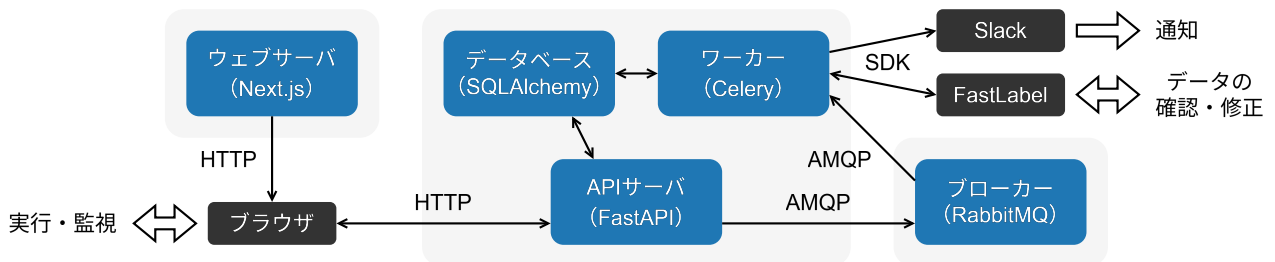 ウェブサーバ
（Next.js）
データベース
（SQLAlchemy）
ワーカー
（Celery）
Slack
通知
SDK
FastLabel
データの
確認・修正
HTTP
AMQP
APIサーバ
（FastAPI）
ブローカー
（RabbitMQ）
実行・監視
ブラウザ
HTTP
AMQP